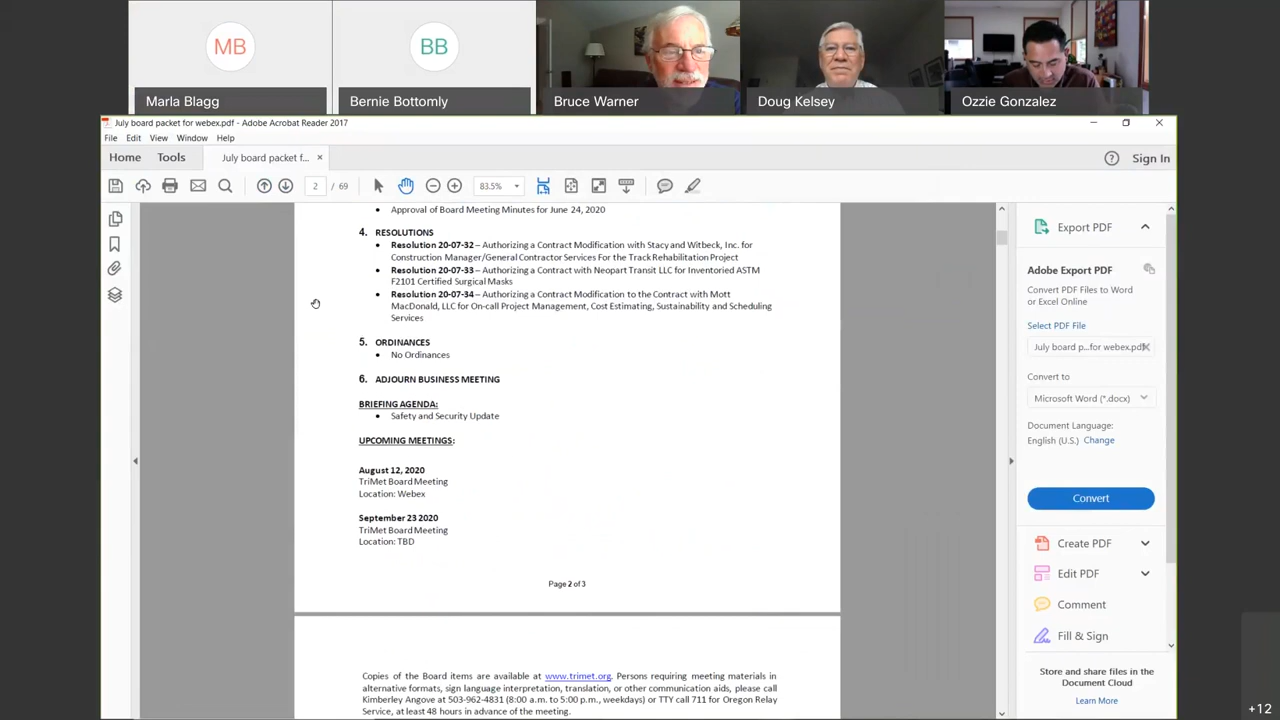 MB
BB
Marla Blagg
Bernie Bottomly
Bruce Warner
Doug Kelsey
Ozzie Gonzalez
July board packet for webex.pdf - Adobe Acrobat Reader 2017
File Edit View Window Help
Home Tools July board packet f... × Sign In
2 / 69 83.5%
• Approval of Board Meeting Minutes for June 24, 2020
4. RESOLUTIONS
• Resolution 20-07-32 – Authorizing a Contract Modification with Stacy and Witbeck, Inc. for
Construction Manager/General Contractor Services For the Track Rehabilitation Project
• Resolution 20-07-33 – Authorizing a Contract with Neopart Transit LLC for Inventoried ASTM
F2101 Certified Surgical Masks
• Resolution 20-07-34 – Authorizing a Contract Modification to the Contract with Mott
MacDonald, LLC for On-call Project Management, Cost Estimating, Sustainability and Scheduling
Services
5. ORDINANCES
• No Ordinances
6. ADJOURN BUSINESS MEETING
BRIEFING AGENDA:
• Safety and Security Update
UPCOMING MEETINGS:
August 12, 2020
TriMet Board Meeting
Location: Webex
September 23 2020
TriMet Board Meeting
Location: TBD
Page 2 of 3
Copies of the Board items are available at www.trimet.org. Persons requiring meeting materials in
alternative formats, sign language interpretation, translation, or other communication aids, please call
Kimberley Angove at 503-962-4831 (8:00 a.m. to 5:00 p.m., weekdays) or TTY call 711 for Oregon Relay
Service, at least 48 hours in advance of the meeting.
Export PDF
Adobe Export PDF
Convert PDF Files to Word
or Excel Online
Select PDF File
July board p...for webex.pdf
Convert to
Microsoft Word (*.docx)
Document Language:
English (U.S.) Change
Convert
Create PDF
Edit PDF
Comment
Fill & Sign
Store and share files in the
Document Cloud
Learn More
+12